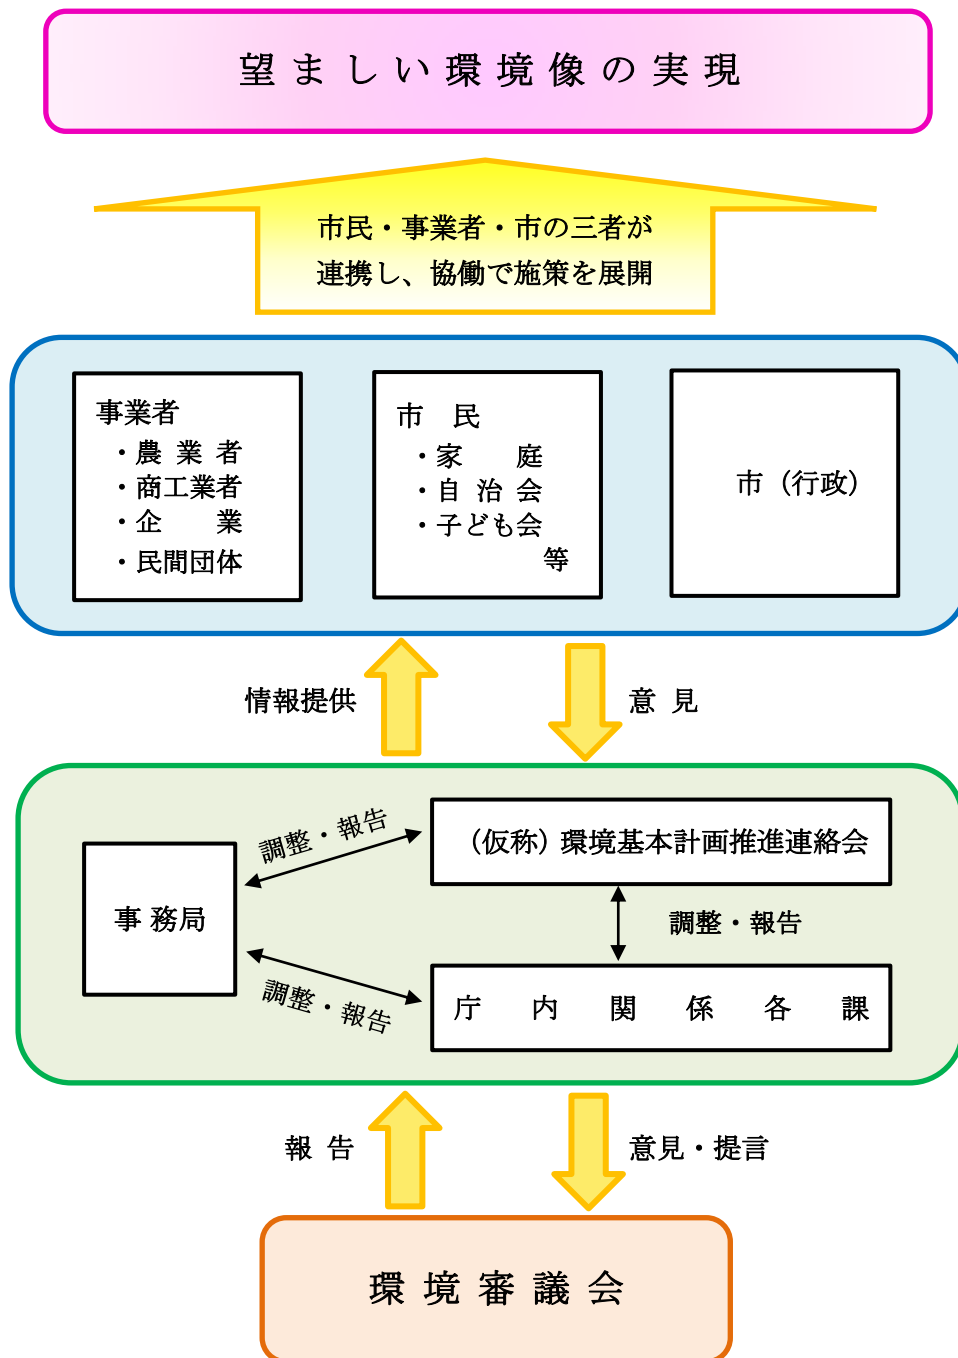 望ましい環境像の実現
市民・事業者・市の三者が
連携し、協働で施策を展開
事業者
・農業者
・商工業者
・企　業
・民間団体
市　民
・家　庭
・自治会
・子ども会
等
市（行政）
情報提供
意見
調整・報告
（仮称）環境基本計画推進連絡会
事務局
調整・報告
調整・報告
庁内関係各課
報告
意見・提言
環境審議会